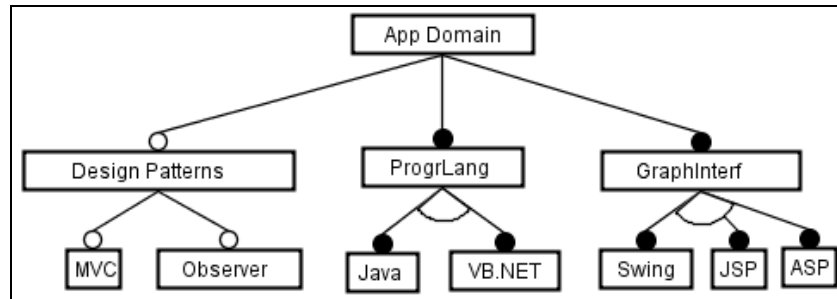 App Domain
Design Patterns
ProgrLang
GraphInterf
MVC
Observer
Java
VB.NET
Swing
JSP
ASP